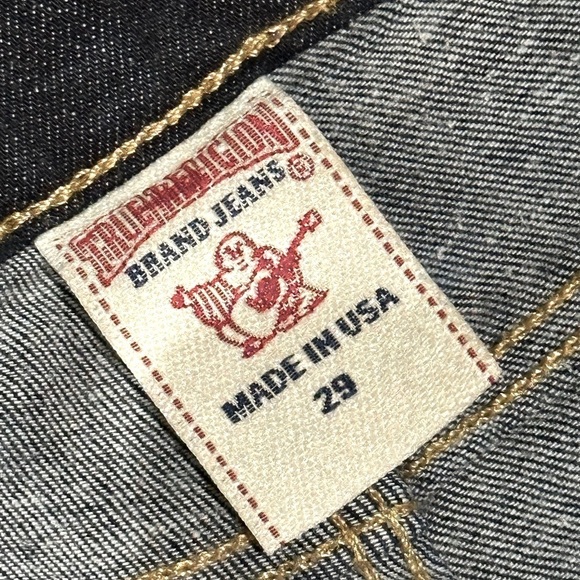 TRUE RELIGION
BRAND JEANS ®
MADE IN USA
29